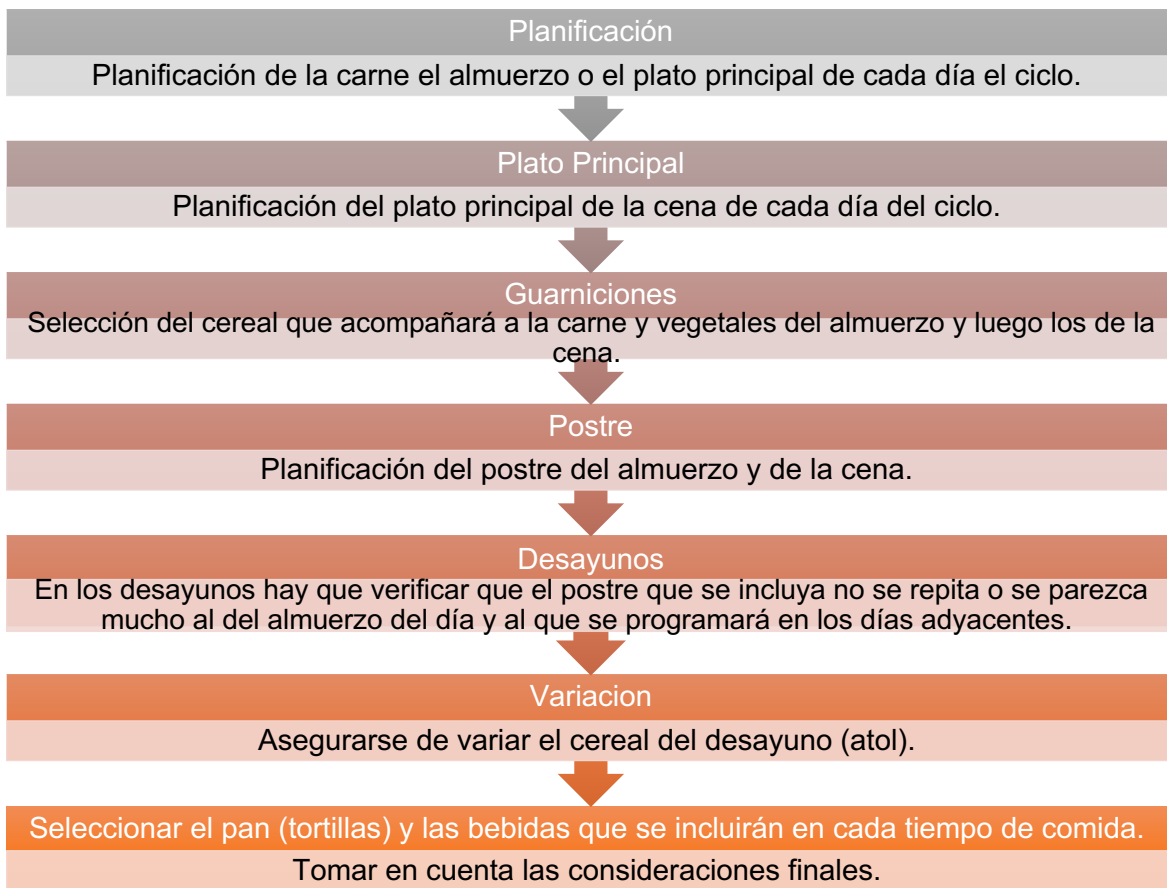 Planificación
Planificación de la carne el almuerzo o el plato principal de cada día el ciclo.
Plato Principal
Planificación del plato principal de la cena de cada día del ciclo.
Guarniciones
Selección del cereal que acompañará a la carne y vegetales del almuerzo y luego los de la
cena.
Postre
Planificación del postre del almuerzo y de la cena.
Desayunos
En los desayunos hay que verificar que el postre que se incluya no se repita o se parezca
mucho al del almuerzo del día y al que se programará en los días adyacentes.
Variacion
Asegurarse de variar el cereal del desayuno (atol).
Seleccionar el pan (tortillas) y las bebidas que se incluirán en cada tiempo de comida.
Tomar en cuenta las consideraciones finales.